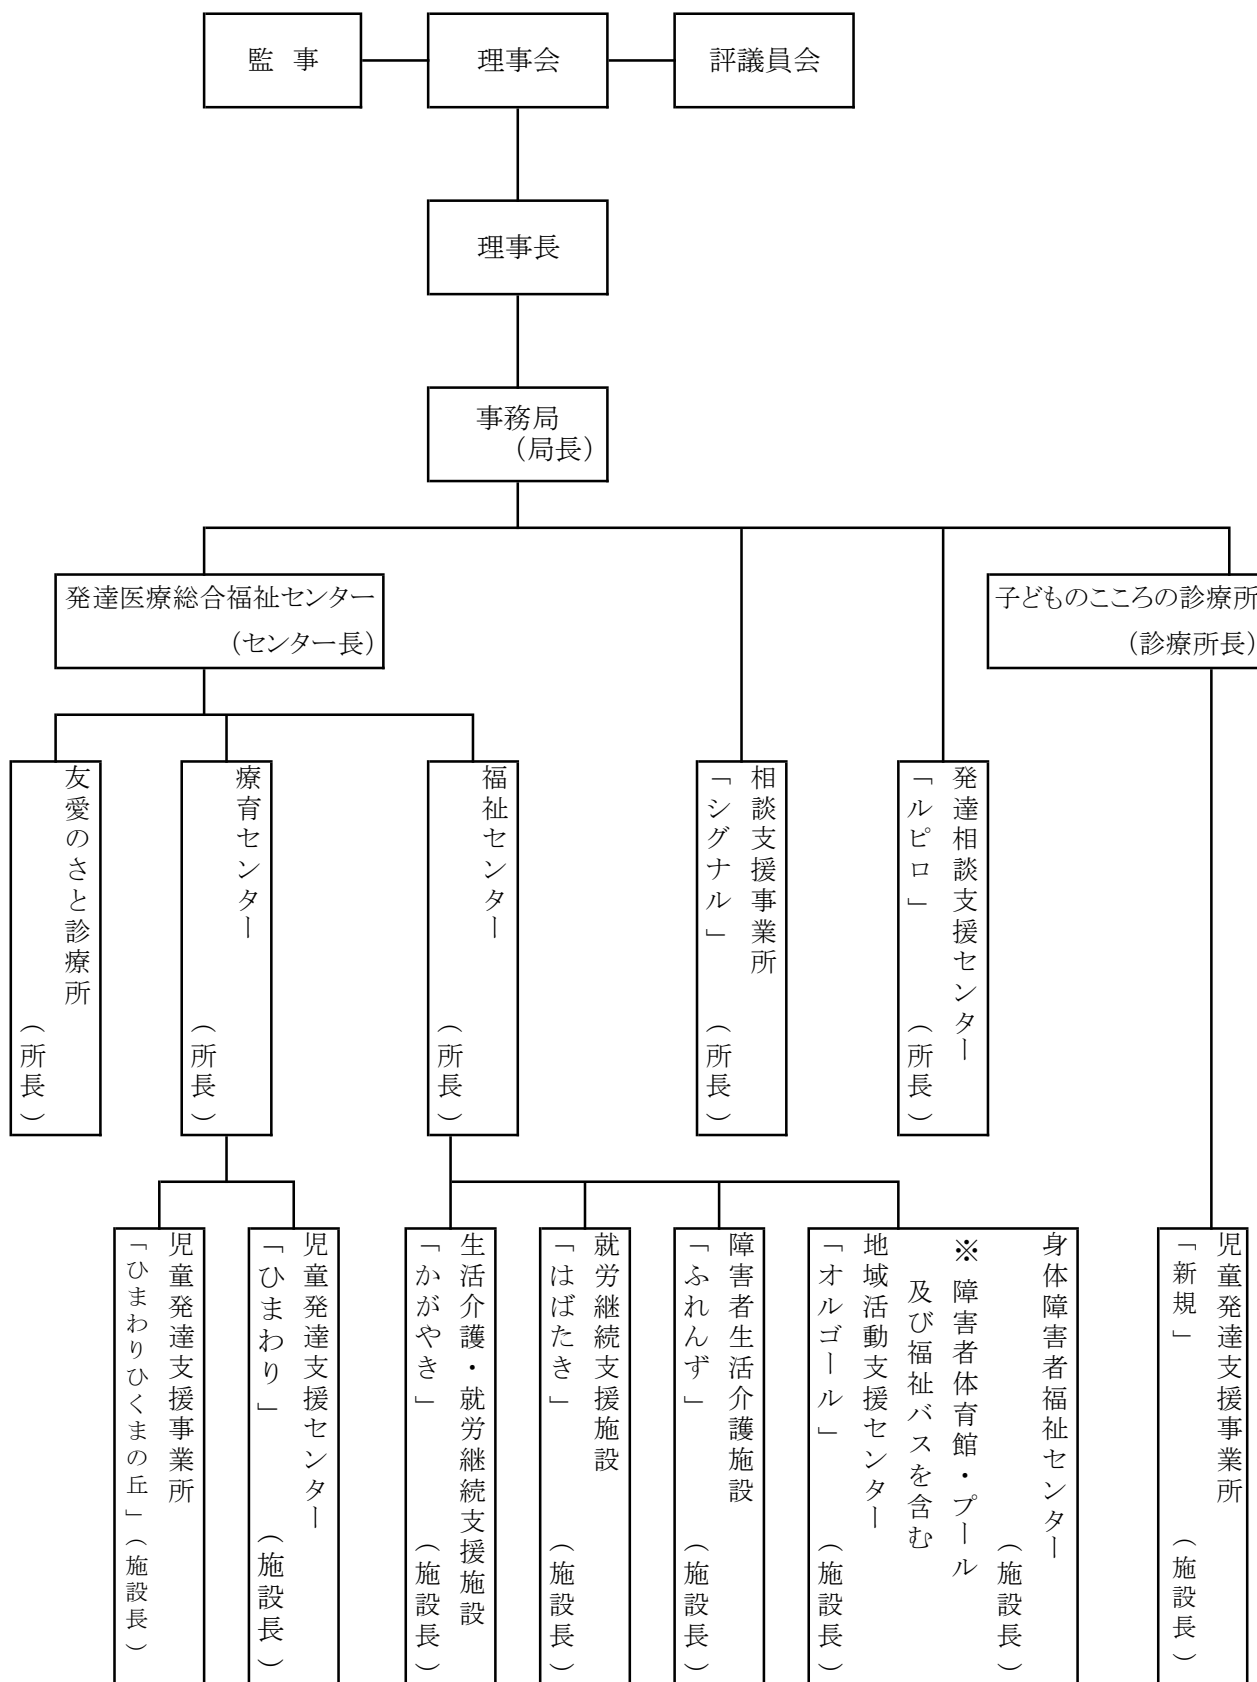 監 事
理事会
評議員会
理事長
事務局
(局長)
発達医療総合福祉センター
(センター長)
子どものこころの診療所
(診療所長)
友愛のさと診療所
(所長)
療育センター
(所長)
福祉センター
(所長)
相談支援事業所
「シグナル」
(所長)
発達相談支援センター
「ルピロ」
(所長)
児童発達支援事業所
「ひまわりひくまの丘」(施設長)
児童発達支援センター
「ひまわり」
(施設長)
生活介護・就労継続支援施設
「かがやき」
(施設長)
就労継続支援施設
「はばたき」
(施設長)
障害者生活介護施設
「ふれんず」
(施設長)
身体障害者福祉センター
(施設長)
※障害者体育館・プール
及び福祉バスを含む
地域活動支援センター
「オルゴール」
(施設長)
児童発達支援事業所
「新規」
(施設長)